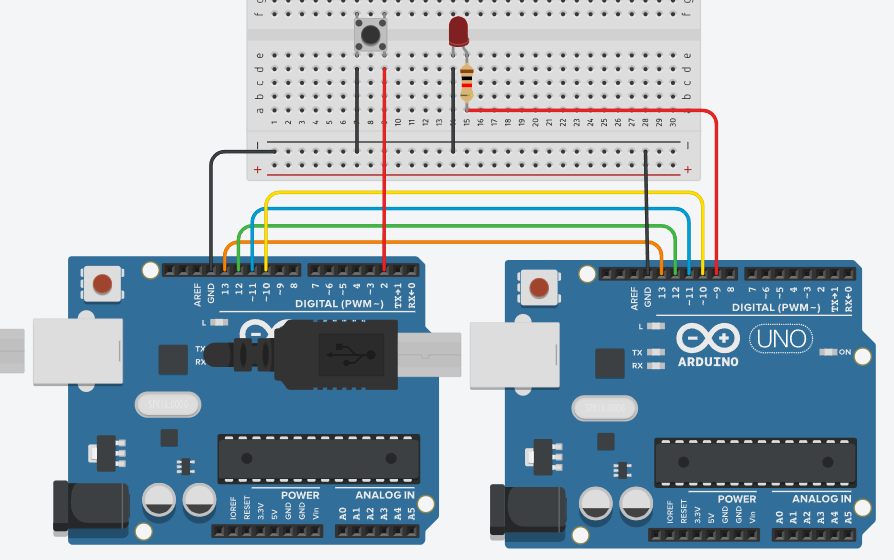 f f
e e
d d
c c
b b
a a
1 2 3 4 5 6 7 8 9 10 11 12 13 14 15 16 17 18 19 20 21 22 23 24 25 26 27 28 29 30
− −
+ +
AREF GND 13 12 ~11 ~10 ~9 8 7 ~6 ~5 4 ~3 2 TX→1 RX←0
DIGITAL (PWM~)
L
TX
RX
POWER ANALOG IN
IOREF RESET 3.3V 5V GND GND Vin A0 A1 A2 A3 A4 A5
AREF GND 13 12 ~11 ~10 ~9 8 7 ~6 ~5 4 ~3 2 TX→1 RX←0
DIGITAL (PWM~)
L
TX
RX
UNO
ON
ARDUINO
POWER ANALOG IN
IOREF RESET 3.3V 5V GND GND Vin A0 A1 A2 A3 A4 A5